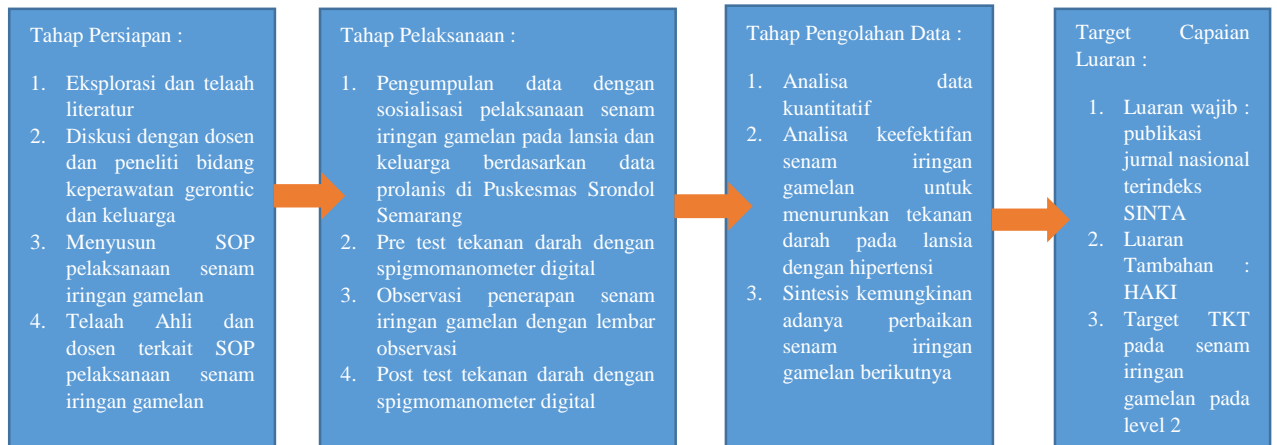 Tahap Persiapan :
1. Eksplorasi dan telaah
literatur
2. Diskusi dengan dosen
dan peneliti bidang
keperawatan gerontic
dan keluarga
3. Menyusun SOP
pelaksanaan senam
iringan gamelan
4. Telaah Ahli dan
dosen terkait SOP
pelaksanaan senam
iringan gamelan
Tahap Pelaksanaan :
1. Pengumpulan data dengan
sosialisasi pelaksanaan senam
iringan gamelan pada lansia dan
keluarga berdasarkan data
prolanis di Puskesmas Srondol
Semarang
2. Pre test tekanan darah dengan
spigmomanometer digital
3. Observasi penerapan senam
iringan gamelan dengan lembar
observasi
4. Post test tekanan darah dengan
spigmomanometer digital
Tahap Pengolahan Data :
1. Analisa data
kuantitatif
2. Analisa keefektifan
senam iringan
gamelan untuk
menurunkan tekanan
darah pada lansia
dengan hipertensi
3. Sintesis kemungkinan
adanya perbaikan
senam iringan
gamelan berikutnya
Target Capaian
Luaran :
1. Luaran wajib :
publikasi
jurnal nasional
terindeks
SINTA
2. Luaran
Tambahan :
HAKI
3. Target TKT
pada senam
iringan
gamelan pada
level 2